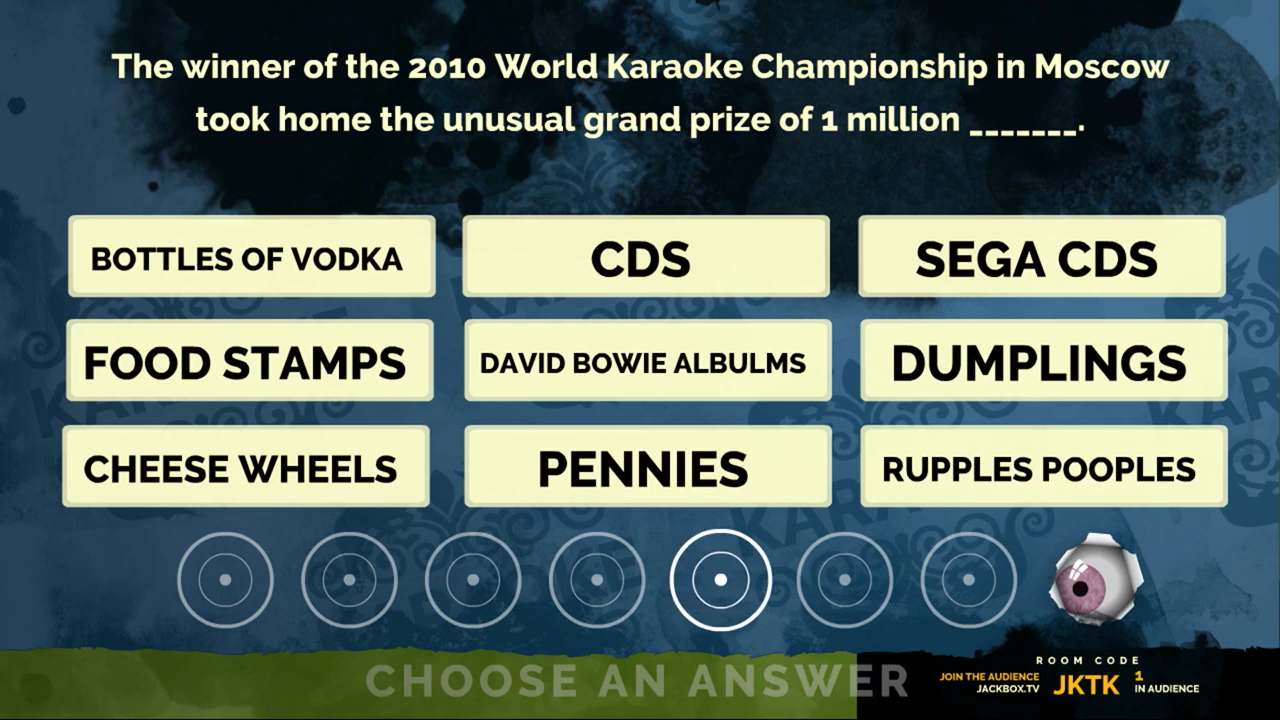 The winner of the 2010 World Karaoke Championship in Moscow
took home the unusual grand prize of 1 million _______.
BOTTLES OF VODKA
CDS
SEGA CDS
FOOD STAMPS
DAVID BOWIE ALBULMS
DUMPLINGS
CHEESE WHEELS
PENNIES
RUPPLES POOPLES
CHOOSE AN ANSWER
ROOM CODE
JOIN THE AUDIENCE
JACKBOX.TV
JKTK
1
IN AUDIENCE